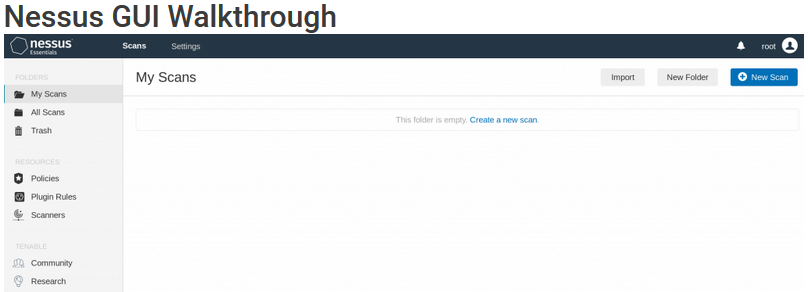 Nessus GUI Walkthrough
nessus Essentials
Scans
Settings
root
FOLDERS
My Scans
All Scans
Trash
RESOURCES
Policies
Plugin Rules
Scanners
TENABLE
Community
Research
My Scans
Import
New Folder
New Scan
This folder is empty. Create a new scan.